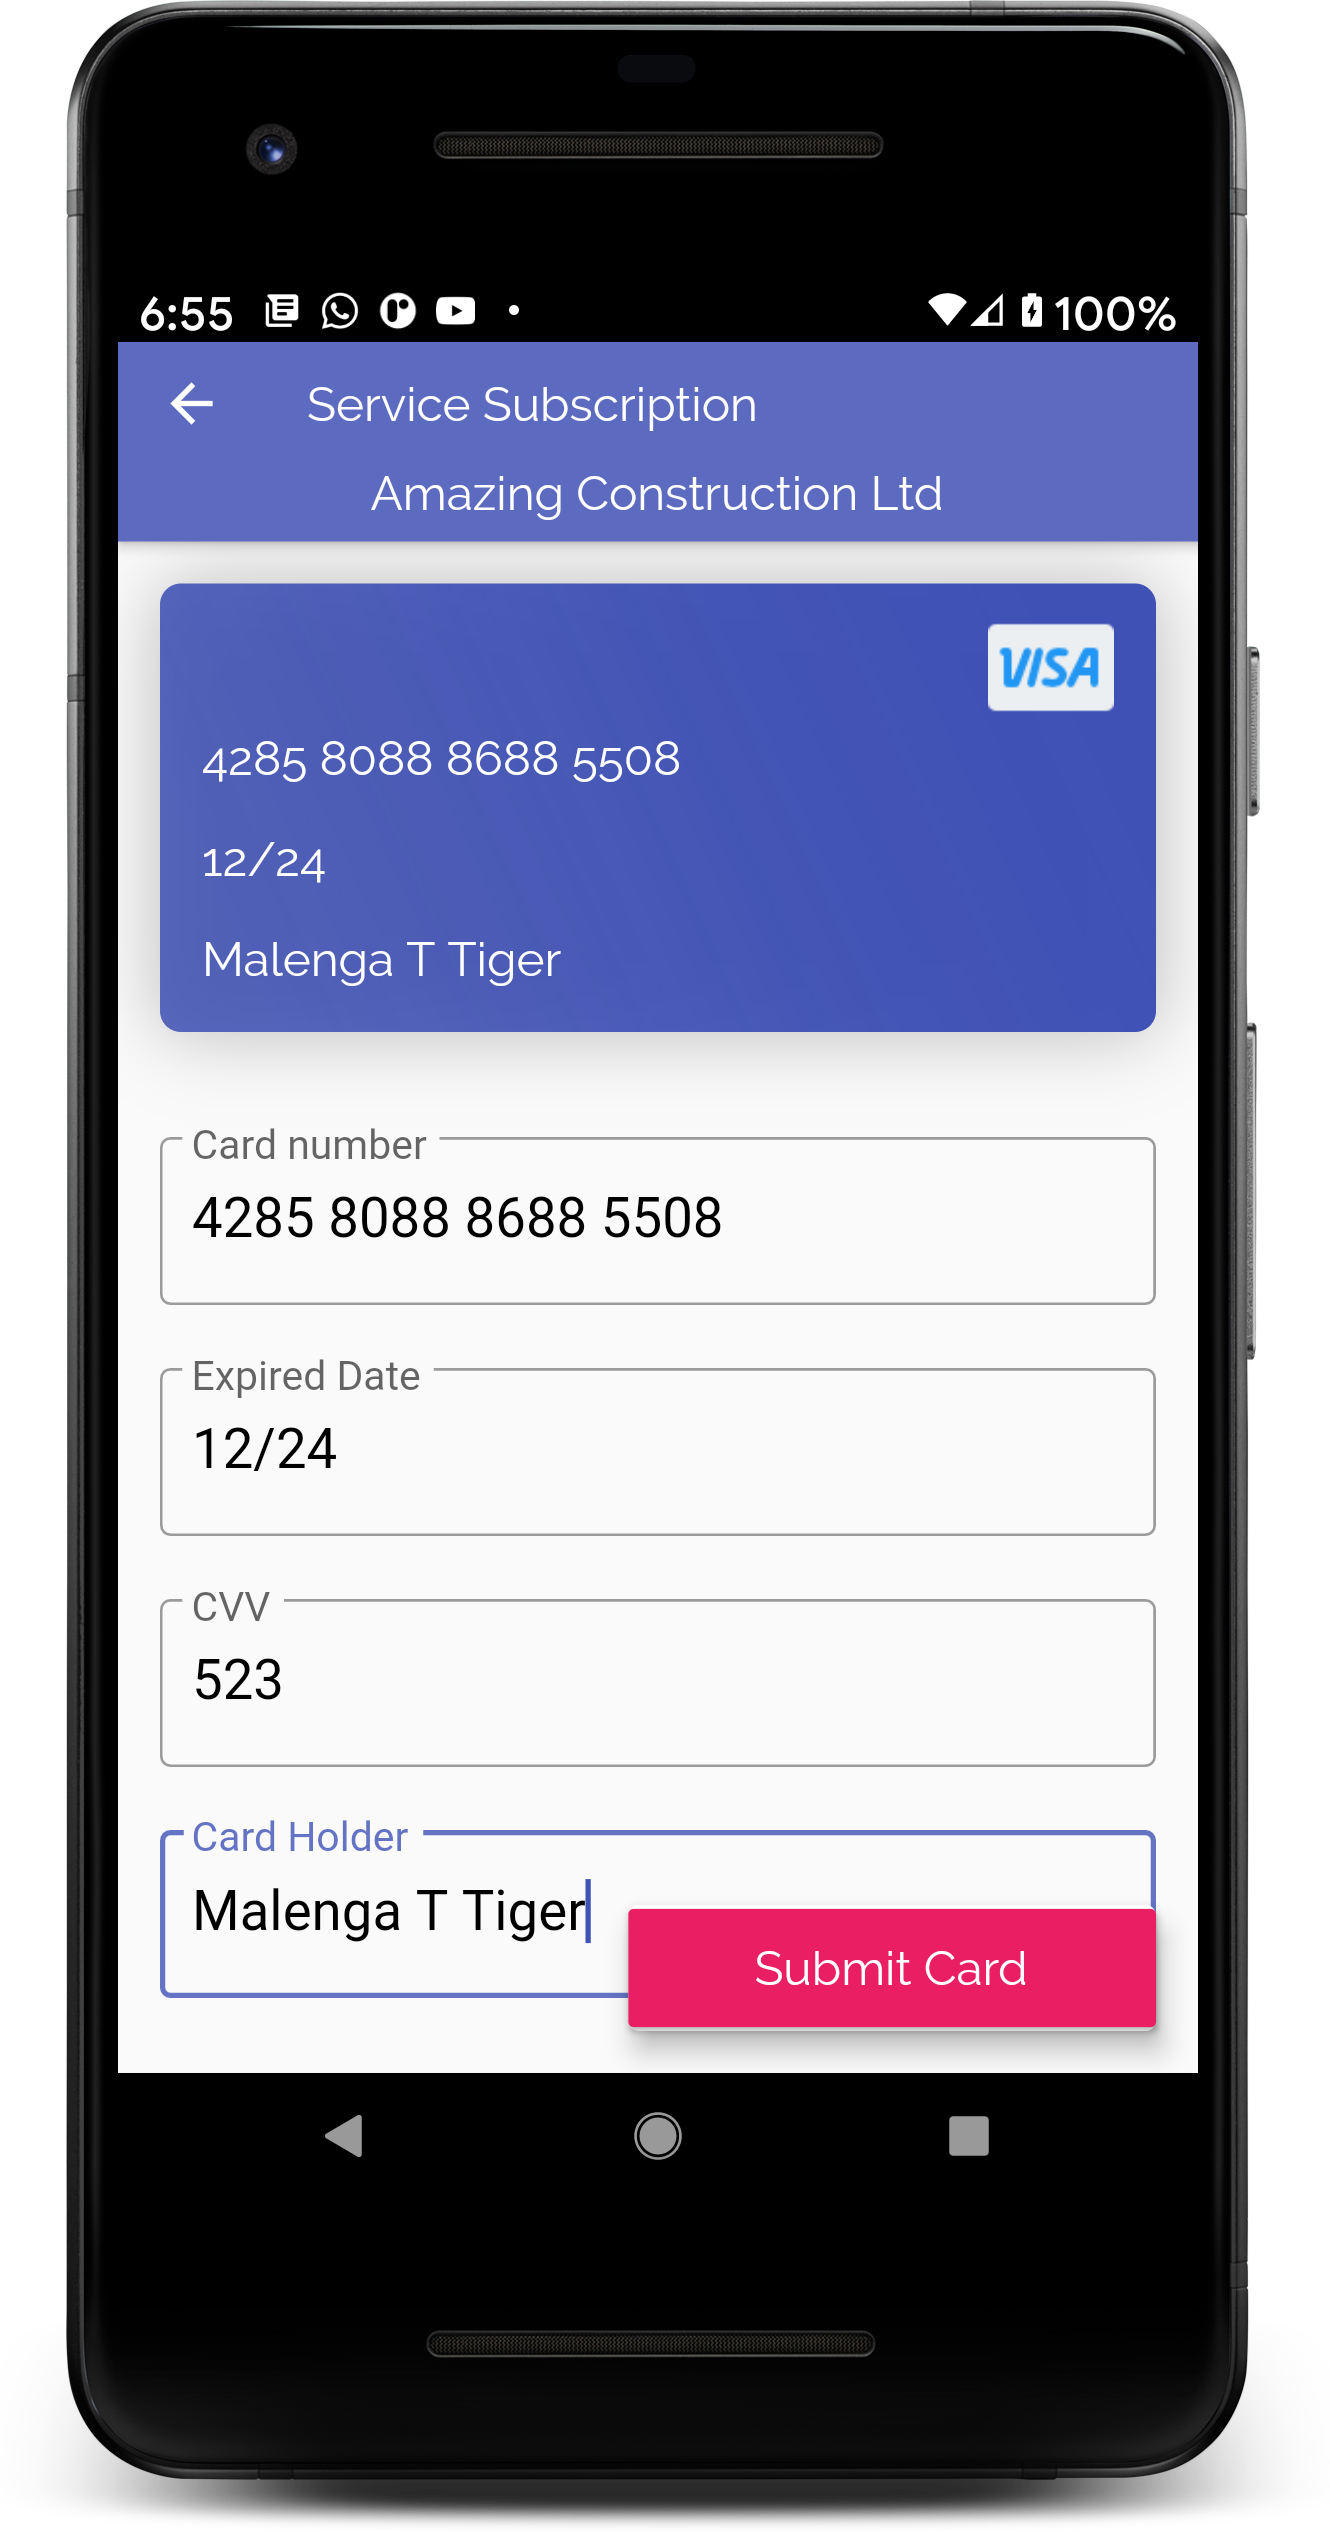 6:55 100%
Service Subscription
Amazing Construction Ltd
VISA
4285 8088 8688 5508
12/24
Malenga T Tiger
Card number
4285 8088 8688 5508
Expired Date
12/24
CVV
523
Card Holder
Malenga T Tiger
Submit Card